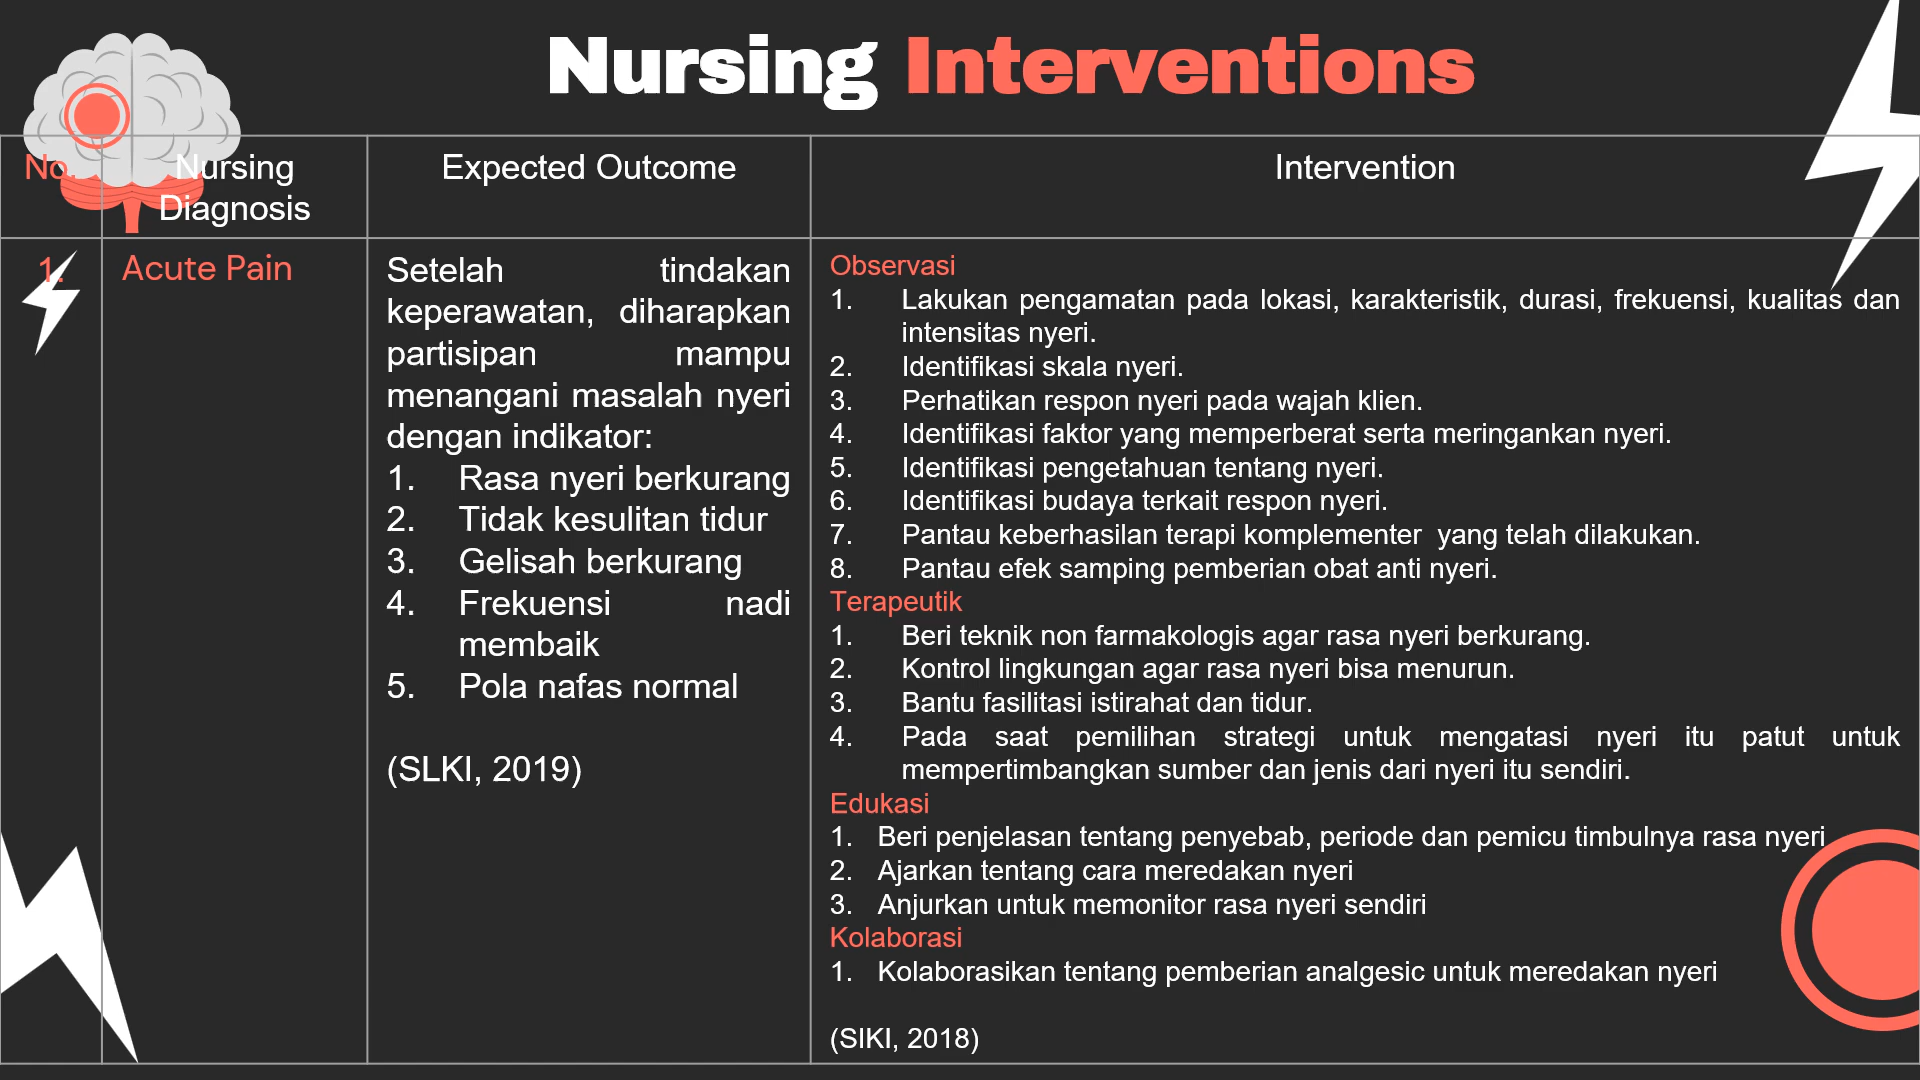 Nursing Interventions
No.
Nursing
Diagnosis
Expected Outcome
Intervention
1.
Acute Pain
Setelah tindakan
keperawatan, diharapkan
partisipan mampu
menangani masalah nyeri
dengan indikator:
1. Rasa nyeri berkurang
2. Tidak kesulitan tidur
3. Gelisah berkurang
4. Frekuensi nadi
membaik
5. Pola nafas normal
(SLKI, 2019)
Observasi
1. Lakukan pengamatan pada lokasi, karakteristik, durasi, frekuensi, kualitas dan
intensitas nyeri.
2. Identifikasi skala nyeri.
3. Perhatikan respon nyeri pada wajah klien.
4. Identifikasi faktor yang memperberat serta meringankan nyeri.
5. Identifikasi pengetahuan tentang nyeri.
6. Identifikasi budaya terkait respon nyeri.
7. Pantau keberhasilan terapi komplementer  yang telah dilakukan.
8. Pantau efek samping pemberian obat anti nyeri.
Terapeutik
1. Beri teknik non farmakologis agar rasa nyeri berkurang.
2. Kontrol lingkungan agar rasa nyeri bisa menurun.
3. Bantu fasilitasi istirahat dan tidur.
4. Pada saat pemilihan strategi untuk mengatasi nyeri itu patut untuk
mempertimbangkan sumber dan jenis dari nyeri itu sendiri.
Edukasi
1. Beri penjelasan tentang penyebab, periode dan pemicu timbulnya rasa nyeri
2. Ajarkan tentang cara meredakan nyeri
3. Anjurkan untuk memonitor rasa nyeri sendiri
Kolaborasi
1. Kolaborasikan tentang pemberian analgesic untuk meredakan nyeri
(SIKI, 2018)